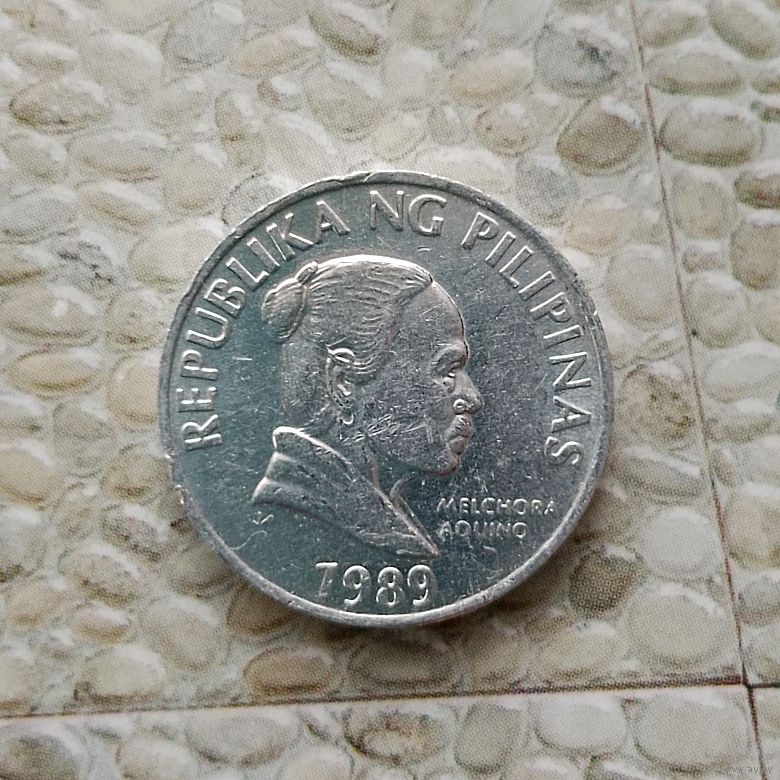 REPUBLIKA NG PILIPINAS
MELCHORA
AQUINO
1989